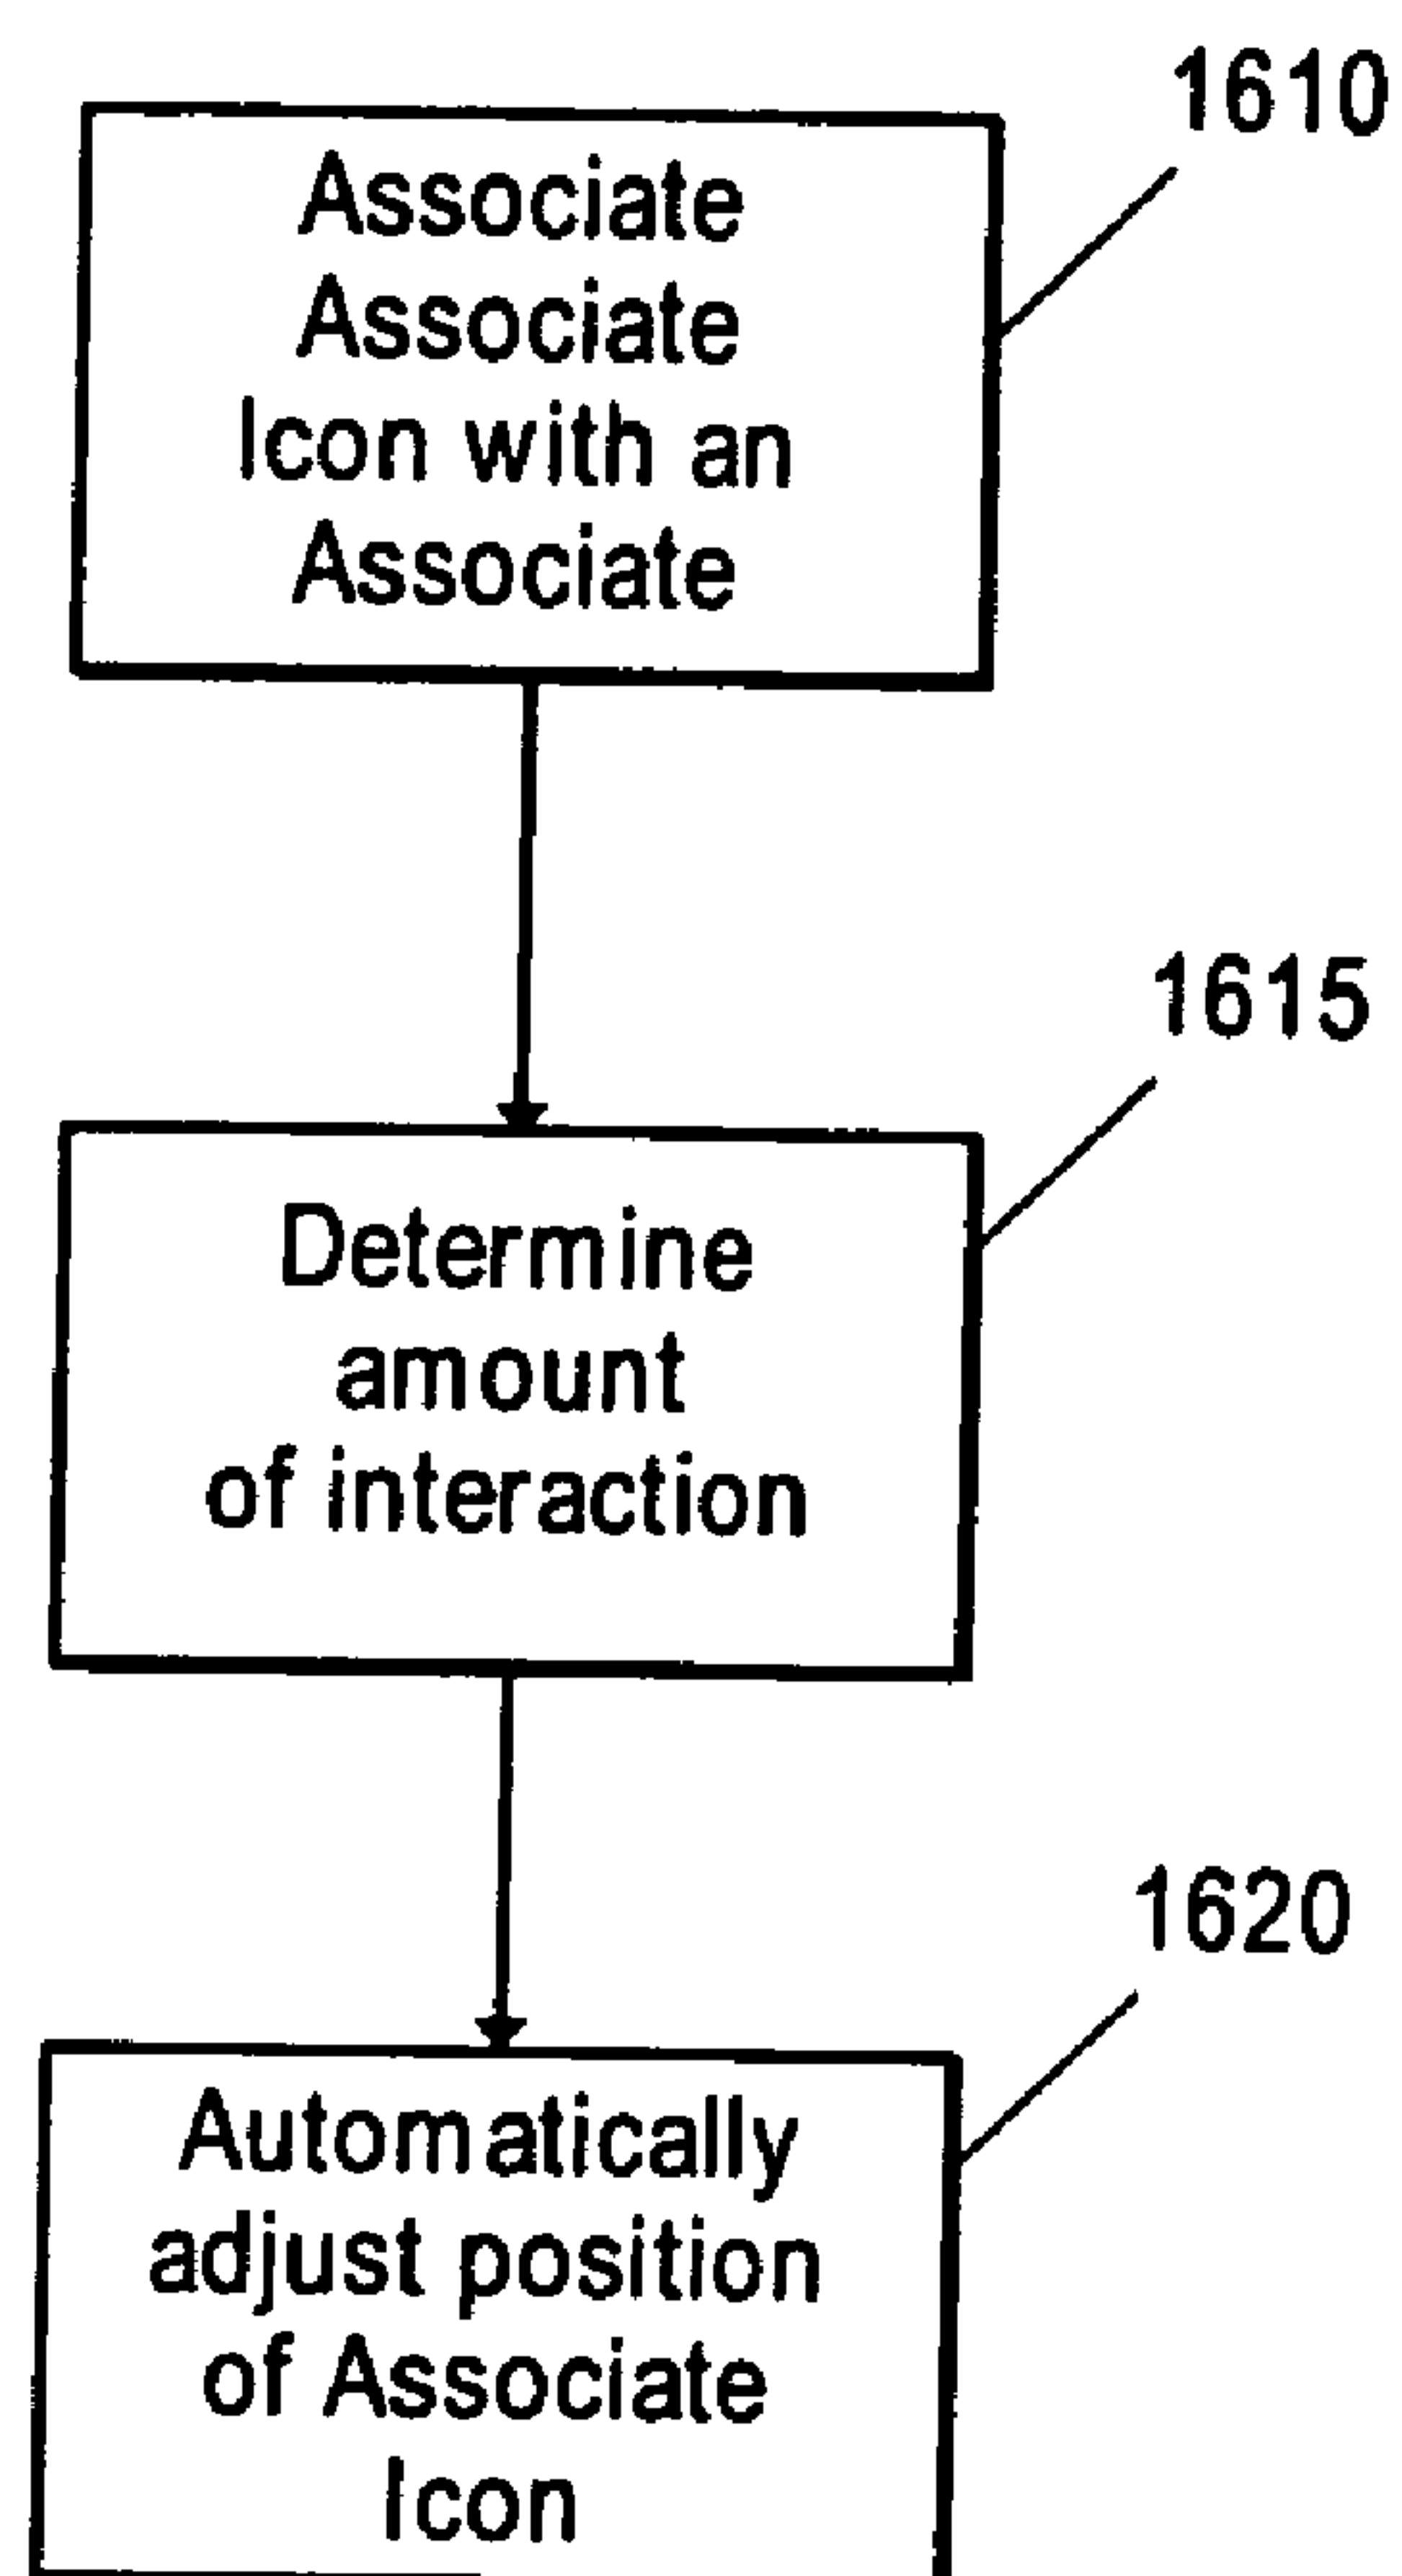 1610
Associate
Associate
Icon with an
Associate
1615
Determine
amount
of interaction
1620
Automatically
adjust position
of Associate
Icon